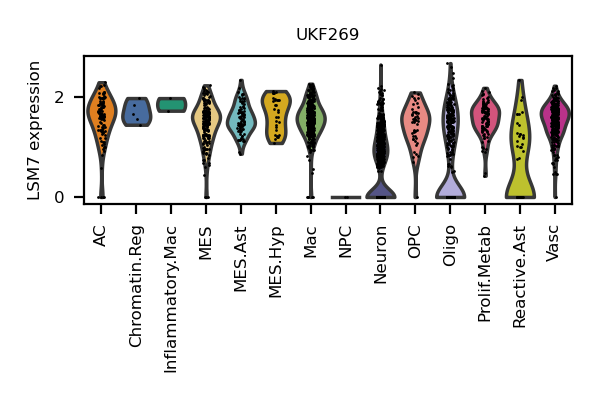 UKF269
LSM7 expression
2
0
AC
Chromatin.Reg
Inflammatory.Mac
MES
MES.Ast
MES.Hyp
Mac
NPC
Neuron
OPC
Oligo
Prolif.Metab
Reactive.Ast
Vasc